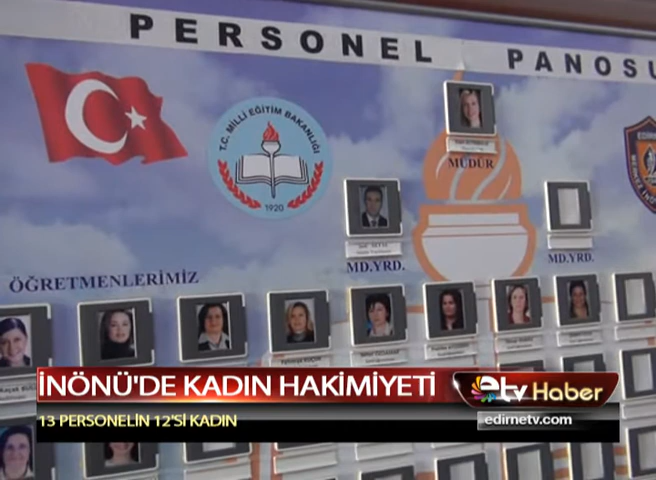 PERSONEL PANOSU
T.C. MİLLİ EĞİTİM BAKANLIĞI
1920
MÜDÜR
MD.YRD.
MD.YRD.
ÖĞRETMENLERİMİZ
İNÖNÜ'DE KADIN HAKİMİYETİ
etv Haber
13 PERSONELİN 12'Sİ KADIN
edirnetv.com